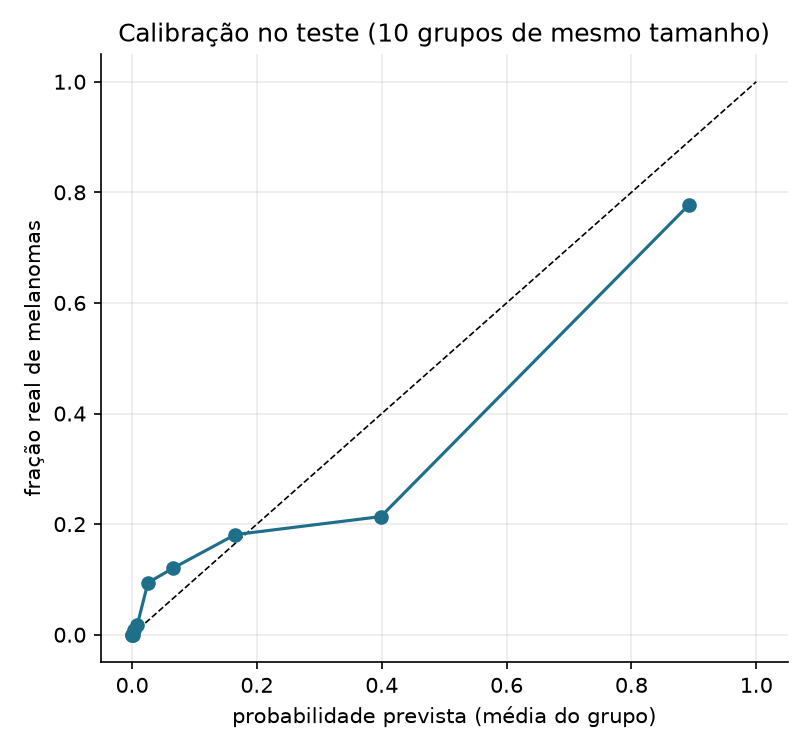 Calibração no teste (10 grupos de mesmo tamanho)
fração real de melanomas
1.0
0.8
0.6
0.4
0.2
0.0
0.0 0.2 0.4 0.6 0.8 1.0
probabilidade prevista (média do grupo)